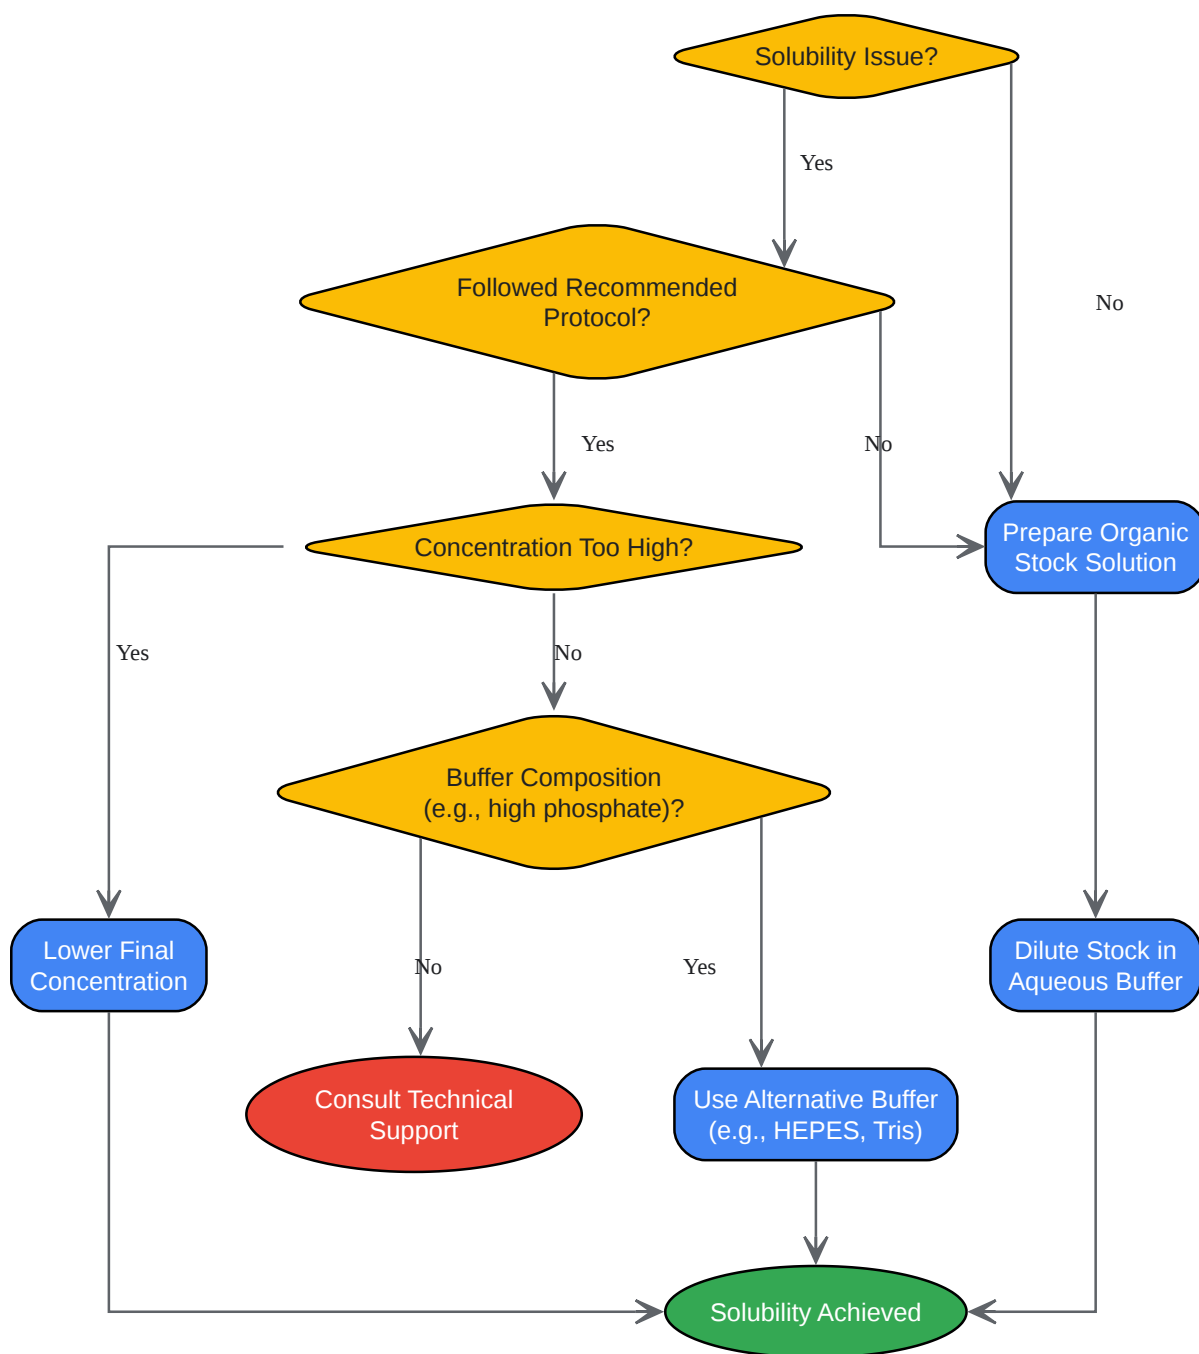 Solubility Issue?
Yes
Followed Recommended
Protocol?
No
Yes
No
Concentration Too High?
Prepare Organic
Stock Solution
Yes
No
Buffer Composition
(e.g., high phosphate)?
Lower Final
Concentration
No
Yes
Dilute Stock in
Aqueous Buffer
Consult Technical
Support
Use Alternative Buffer
(e.g., HEPES, Tris)
Solubility Achieved